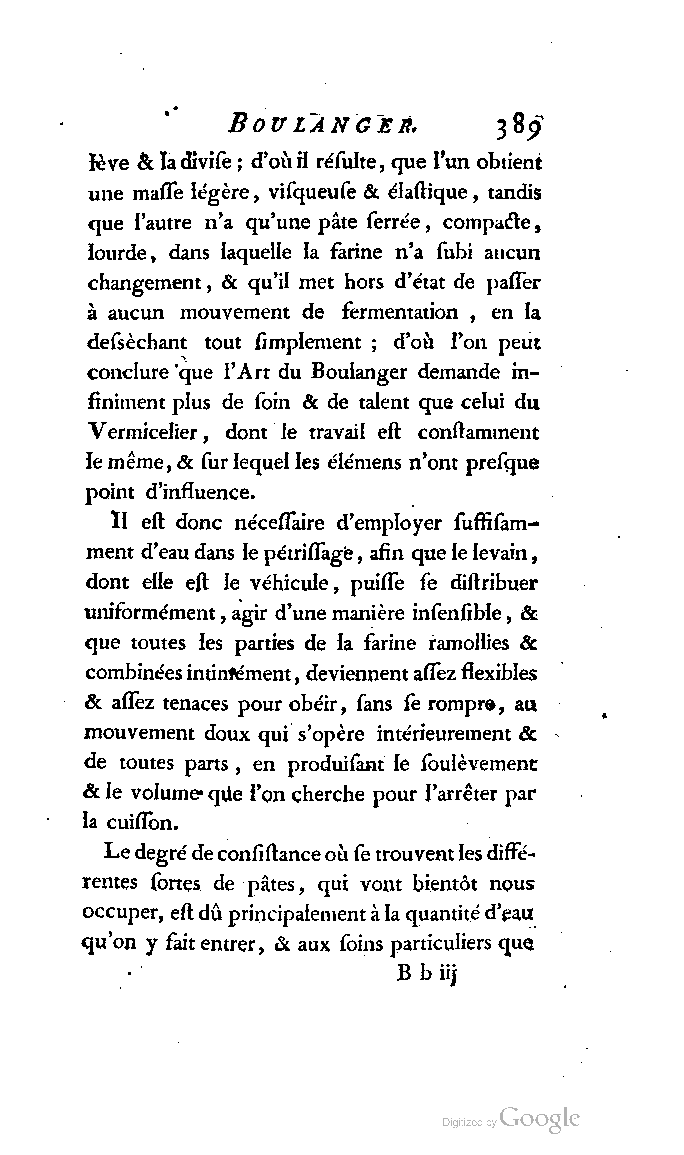 BOULANGER. 389
lève & la diviſe ; d'où il réſulte, que l'un obtient
une maſſe légère, viſqueuſe & élaſtique, tandis
que l'autre n'a qu'une pâte ſerrée, compacte,
lourde, dans laquelle la farine n'a ſubi aucun
changement, & qu'il met hors d'état de paſſer
à aucun mouvement de fermentation , en la
deſsèchant tout ſimplement ; d'où l'on peut
conclure que l'Art du Boulanger demande in-
finiment plus de ſoin & de talent que celui du
Vermicelier, dont le travail eſt conſtamment
le même, & ſur lequel les élémens n'ont preſque
point d'influence.
Il eſt donc néceſſaire d'employer ſuffiſam-
ment d'eau dans le pétriſſage, afin que le levain,
dont elle eſt le véhicule, puiſſe ſe diſtribuer
uniformément, agir d'une manière inſenſible, &
que toutes les parties de la farine ramollies &
combinées intimément, deviennent aſſez flexibles
& aſſez tenaces pour obéir, ſans ſe rompre, au
mouvement doux qui s'opère intérieurement &
de toutes parts , en produiſant le ſoulèvement
& le volume que l'on cherche pour l'arrêter par
la cuiſſon.
Le degré de conſiſtance où ſe trouvent les diffé-
rentes ſortes de pâtes, qui vont bientôt nous
occuper, eſt dû principalement à la quantité d'eau
qu'on y fait entrer, & aux ſoins particuliers que
B b iij
Digitized by Google